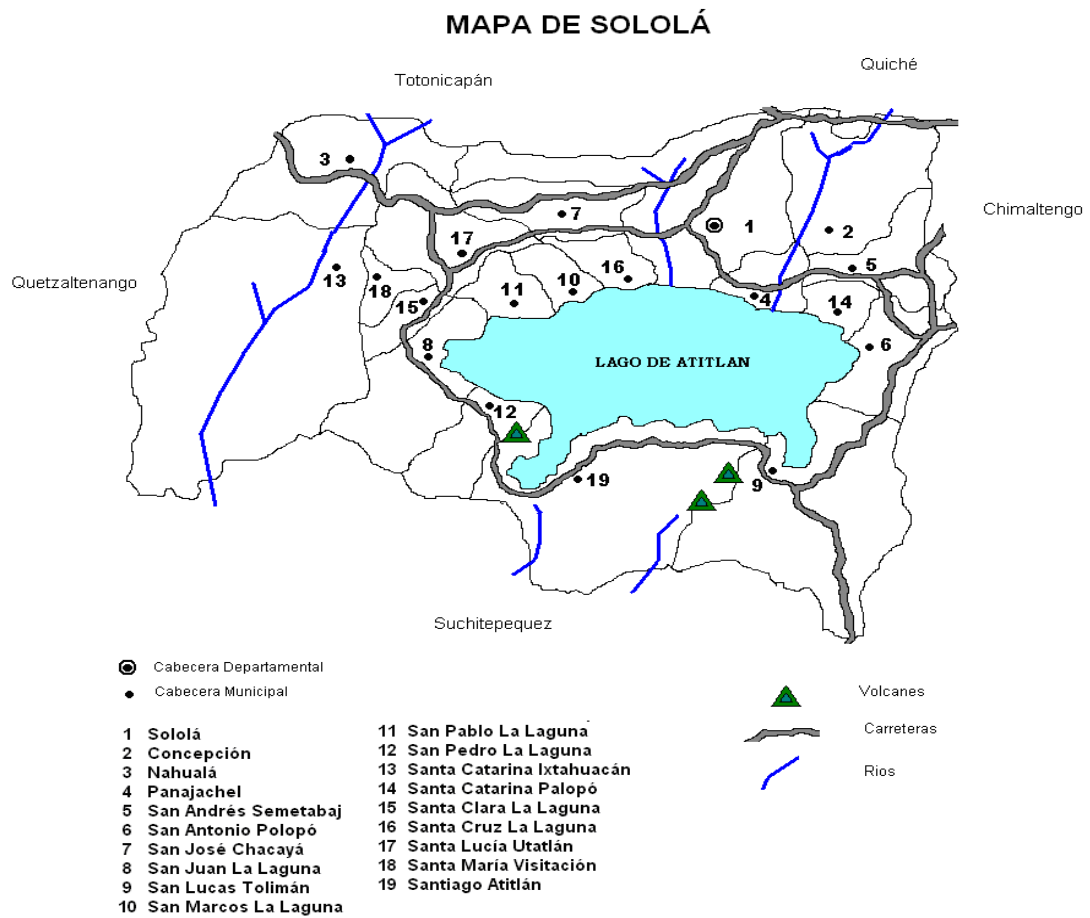 MAPA DE SOLOLÁ
Quiché
Totonicapán
3
Chimaltengo
7
1
2
17
5
16
13
18
10
Quetzaltenango
11
15
4
14
8
6
LAGO DE ATITLAN
12
19
9
Suchitepequez
Cabecera Departamental
Cabecera Municipal
Volcanes
Carreteras
Rios
1 Sololá
2 Concepción
3 Nahualá
4 Panajachel
5 San Andrés Semetabaj
6 San Antonio Polopó
7 San José Chacayá
8 San Juan La Laguna
9 San Lucas Tolimán
10 San Marcos La Laguna
11 San Pablo La Laguna
12 San Pedro La Laguna
13 Santa Catarina Ixtahuacán
14 Santa Catarina Palopó
15 Santa Clara La Laguna
16 Santa Cruz La Laguna
17 Santa Lucía Utatlán
18 Santa María Visitación
19 Santiago Atitlán